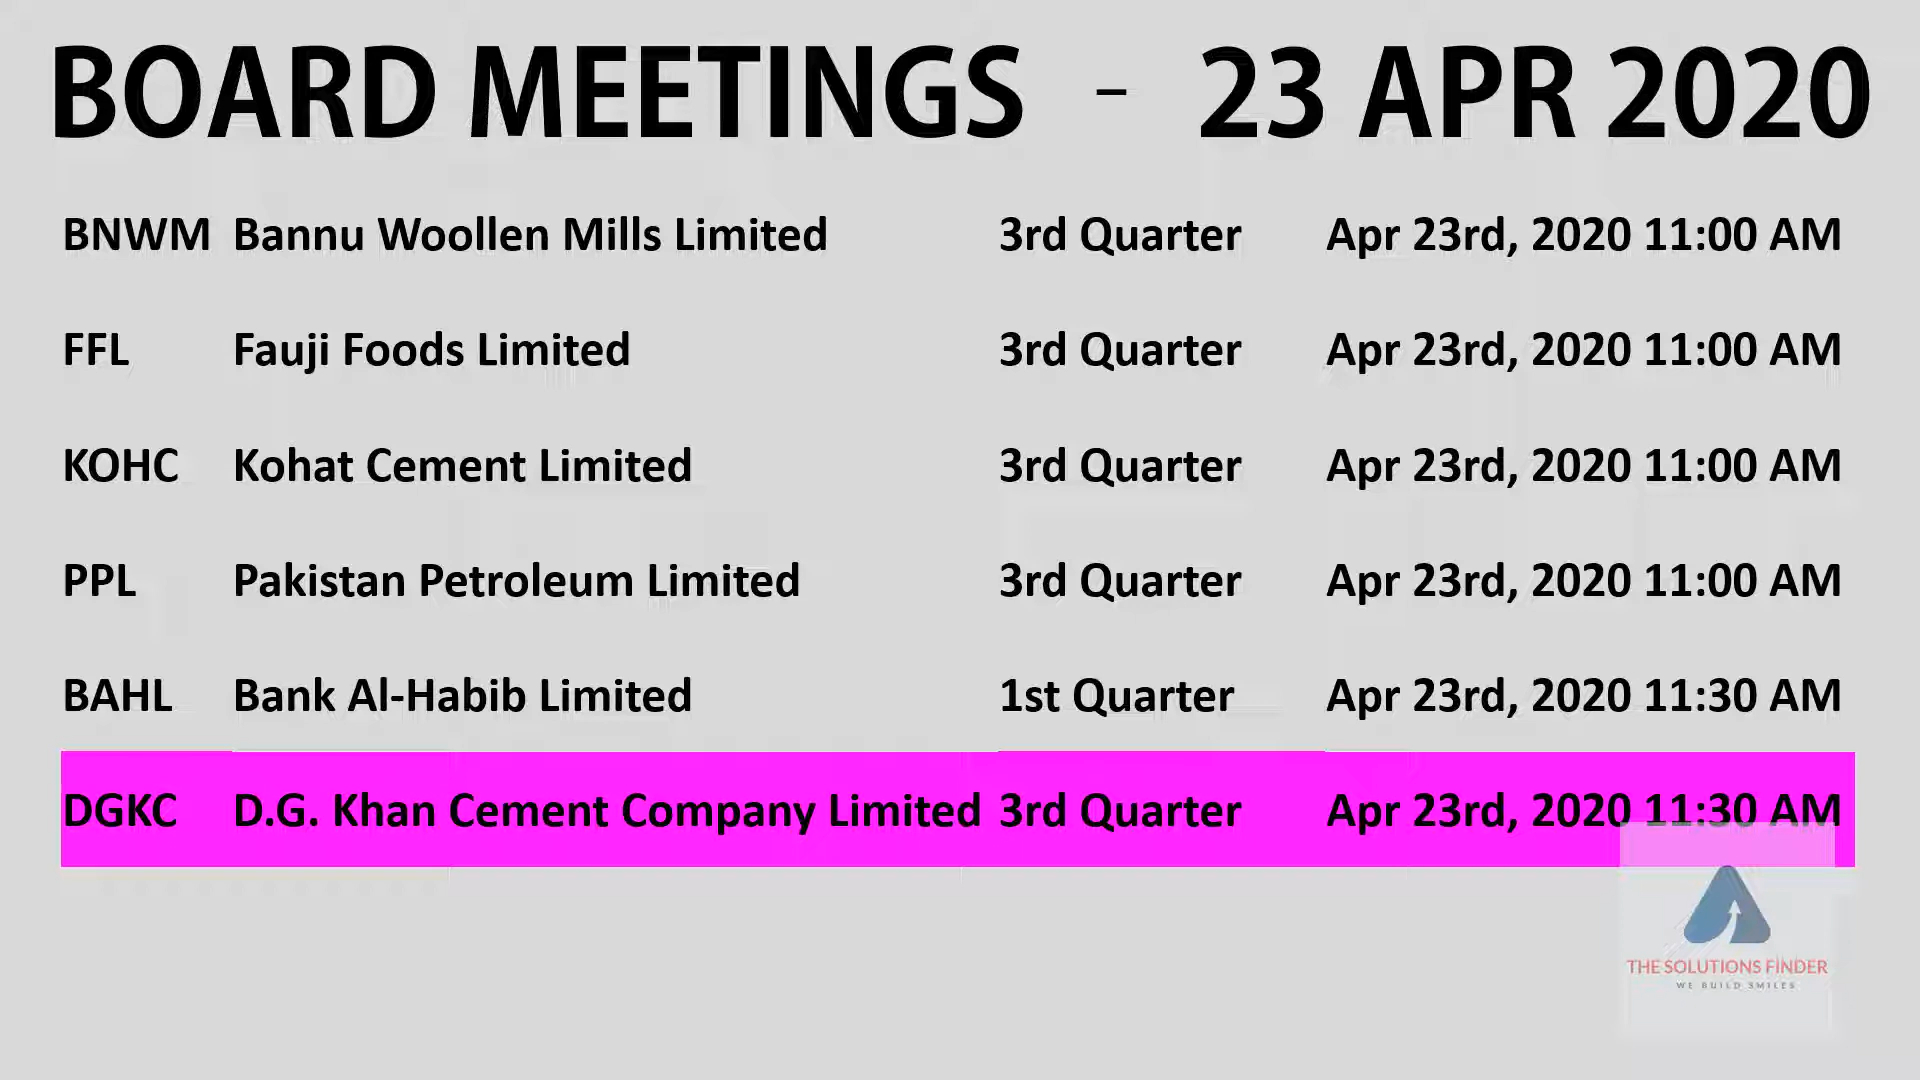 BOARD MEETINGS - 23 APR 2020
BNWM Bannu Woollen Mills Limited 3rd Quarter Apr 23rd, 2020 11:00 AM
FFL Fauji Foods Limited 3rd Quarter Apr 23rd, 2020 11:00 AM
KOHC Kohat Cement Limited 3rd Quarter Apr 23rd, 2020 11:00 AM
PPL Pakistan Petroleum Limited 3rd Quarter Apr 23rd, 2020 11:00 AM
BAHL Bank Al-Habib Limited 1st Quarter Apr 23rd, 2020 11:30 AM
DGKC D.G. Khan Cement Company Limited 3rd Quarter Apr 23rd, 2020 11:30 AM
THE SOLUTIONS FINDER
WE BUILD SMILES